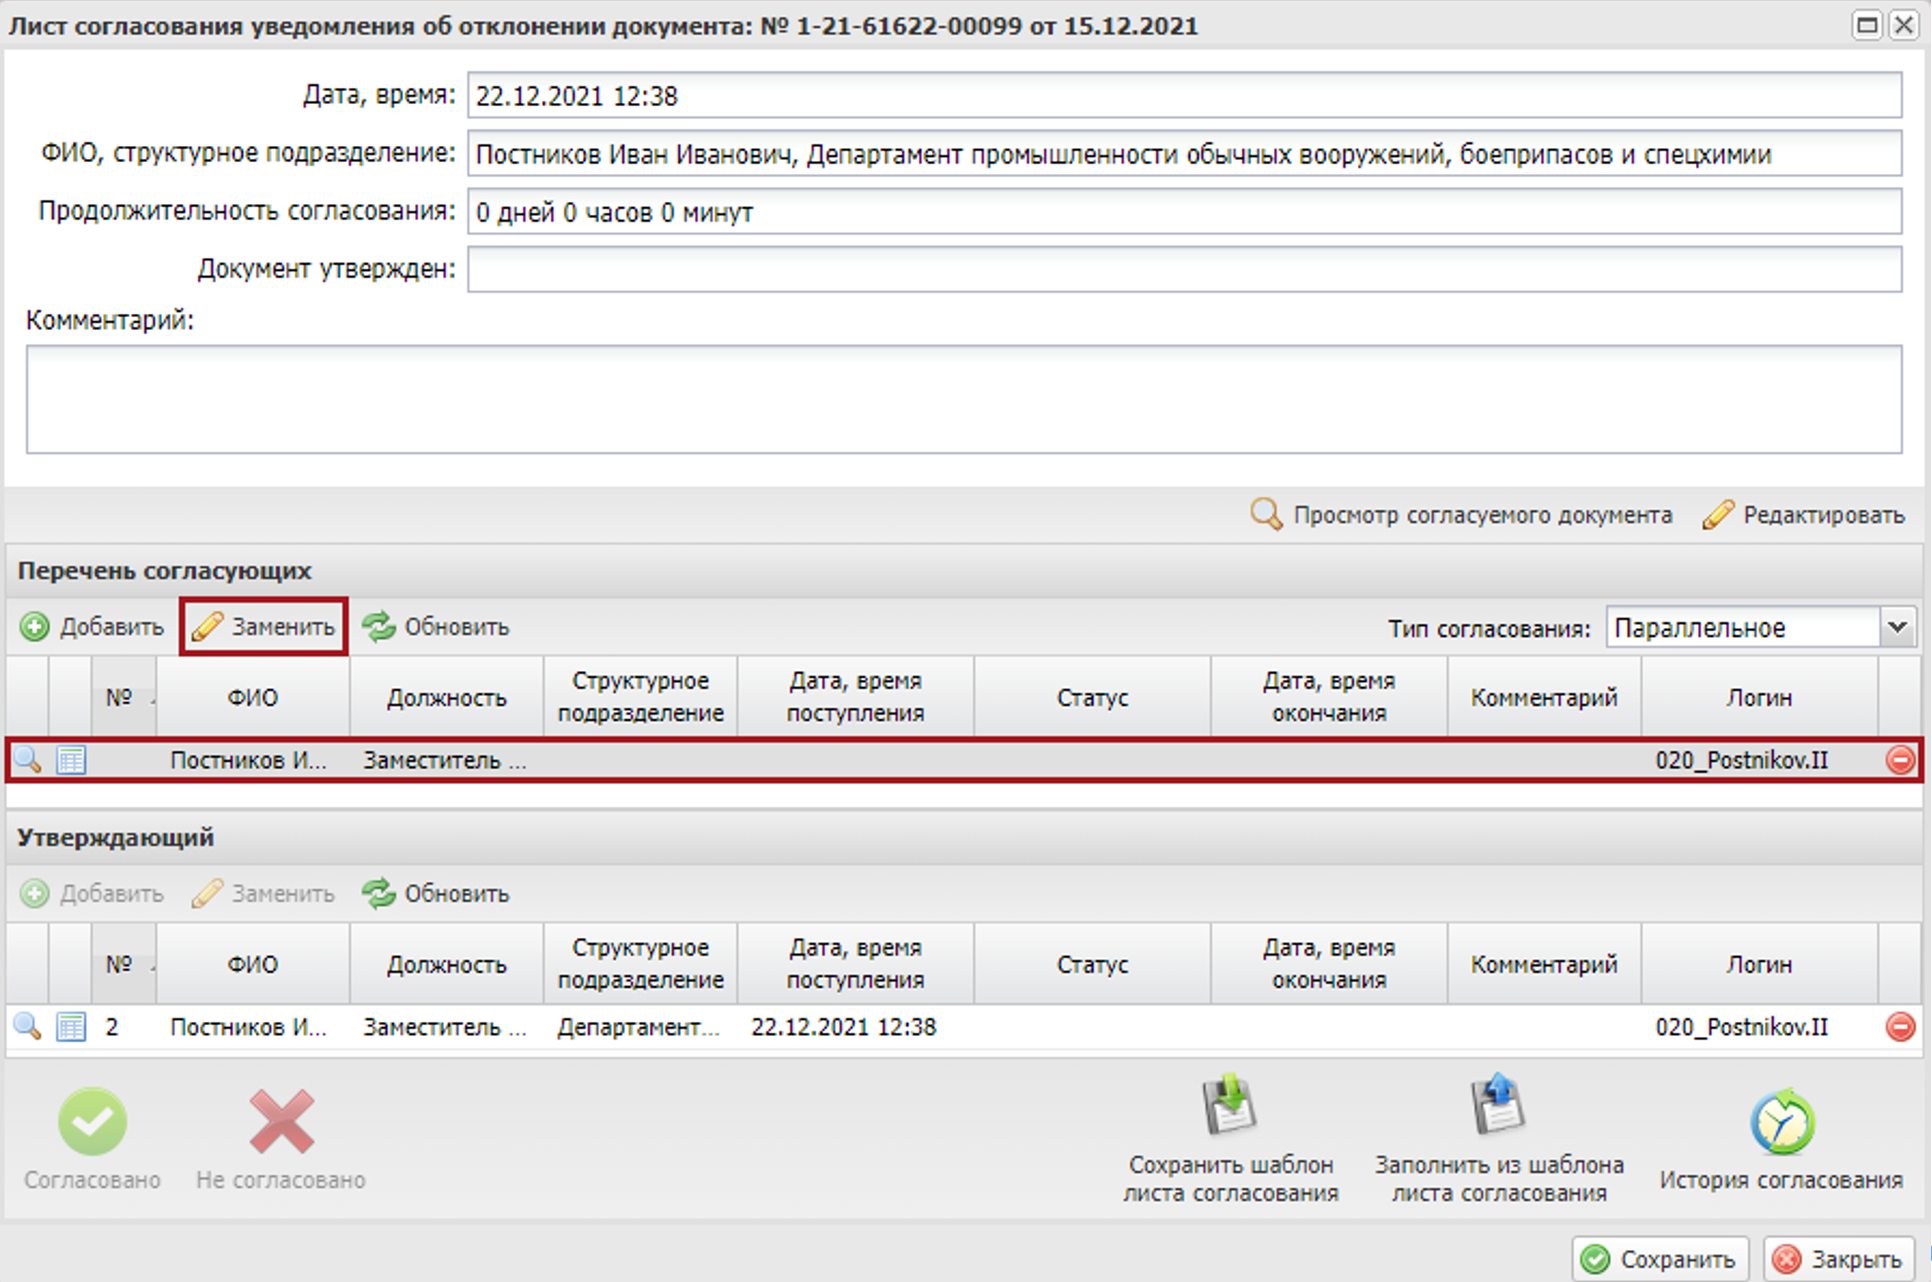 Лист согласования уведомления об отклонении документа: № 1-21-61622-00099 от 15.12.2021
Дата, время: 22.12.2021 12:38
ФИО, структурное подразделение: Постников Иван Иванович, Департамент промышленности обычных вооружений, боеприпасов и спецхимии
Продолжительность согласования: 0 дней 0 часов 0 минут
Документ утвержден:
Комментарий:
Просмотр согласуемого документа Редактировать
Перечень согласующих
Добавить Заменить Обновить Тип согласования: Параллельное
№ ФИО Должность Структурное подразделение Дата, время поступления Статус Дата, время окончания Комментарий Логин
Постников И... Заместитель ... 020_Postnikov.II
Утверждающий
Добавить Заменить Обновить
№ ФИО Должность Структурное подразделение Дата, время поступления Статус Дата, время окончания Комментарий Логин
2 Постников И... Заместитель ... Департамент... 22.12.2021 12:38 020_Postnikov.II
Согласовано Не согласовано Сохранить шаблон листа согласования Заполнить из шаблона листа согласования История согласования
Сохранить Закрыть